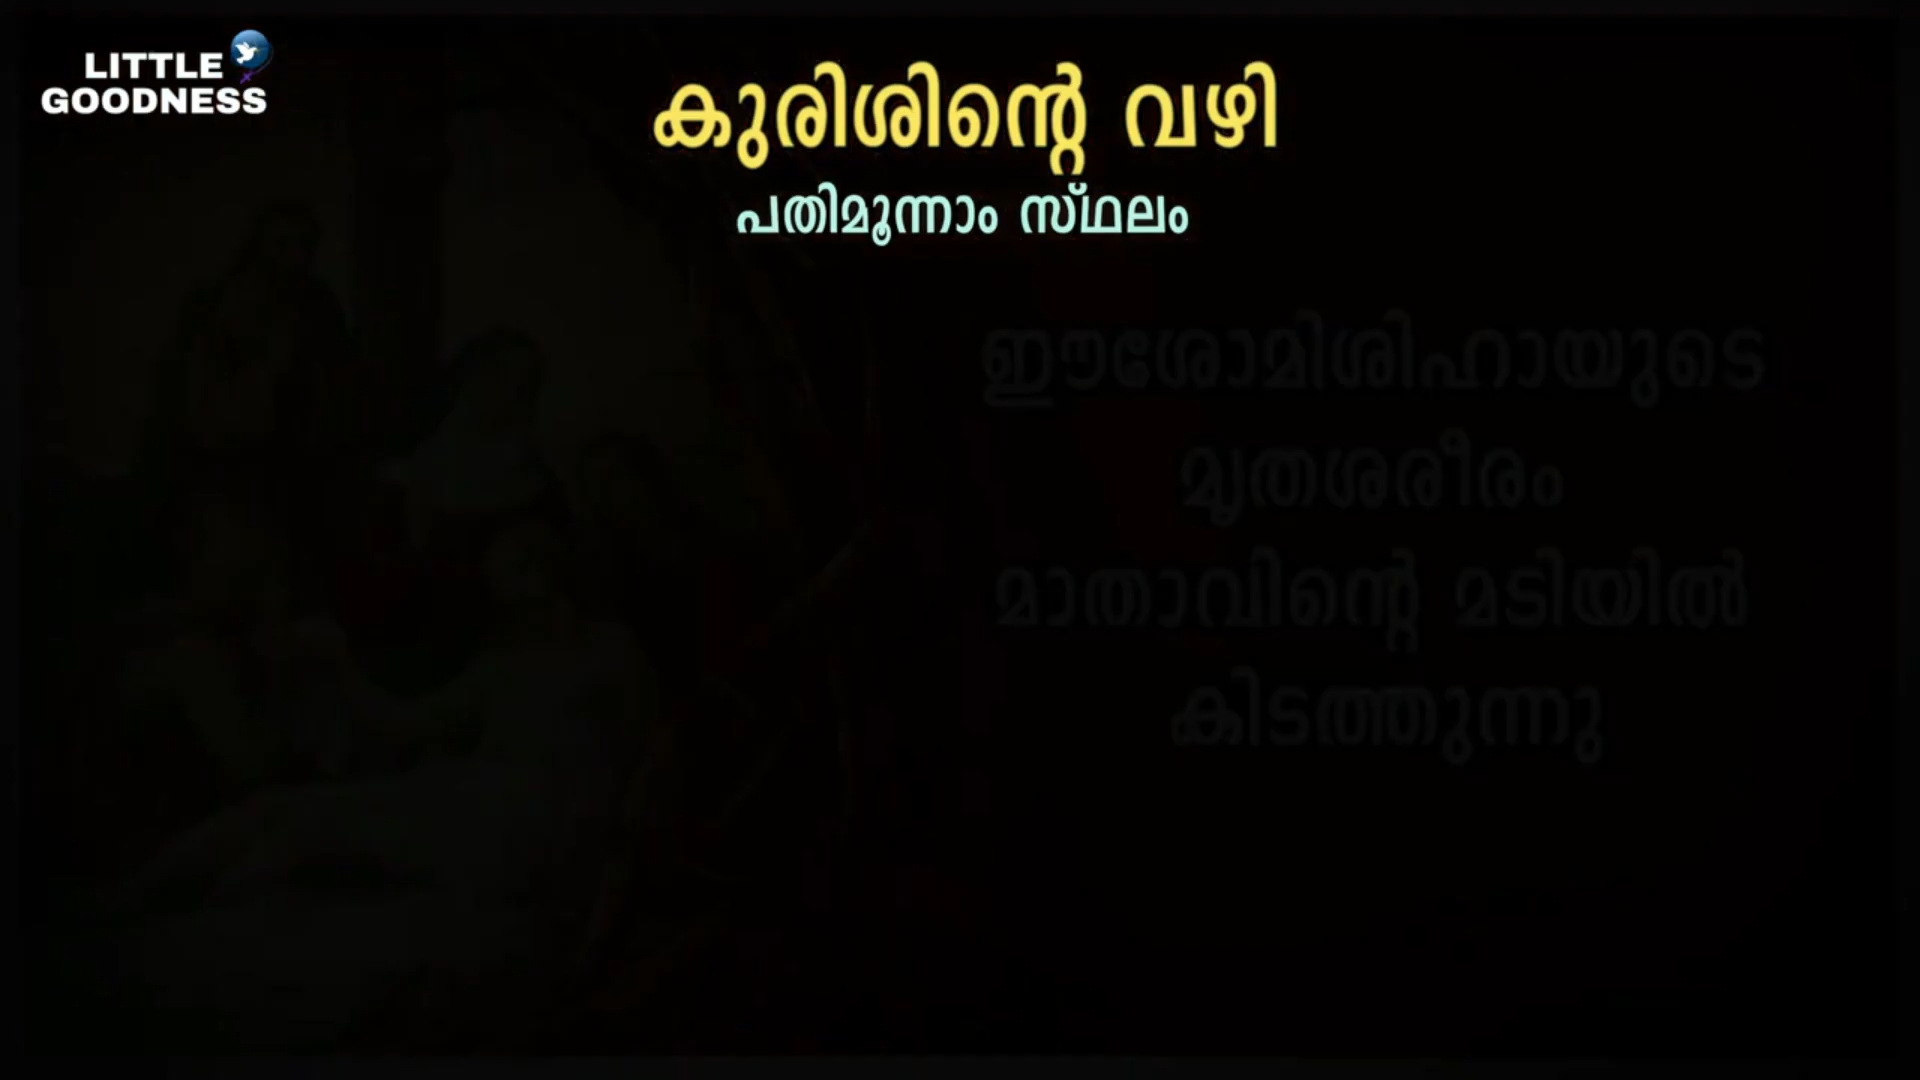 LITTLE
GOODNESS
കുരിശിന്റെ വഴി
പതിമൂന്നാം സ്ഥലം
ഈശോമിശിഹായുടെ
മൃതശരീരം
മാതാവിന്റെ മടിയിൽ
കിടത്തുന്നു